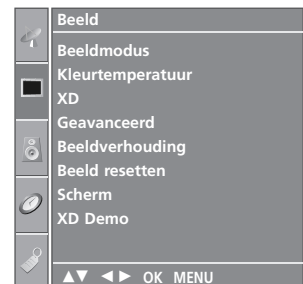 Beeld
Beeldmodus
Kleurtemperatuur
XD
Geavanceerd
Beeldverhouding
Beeld resetten
Scherm
XD Demo
▲▼ ◄► OK MENU